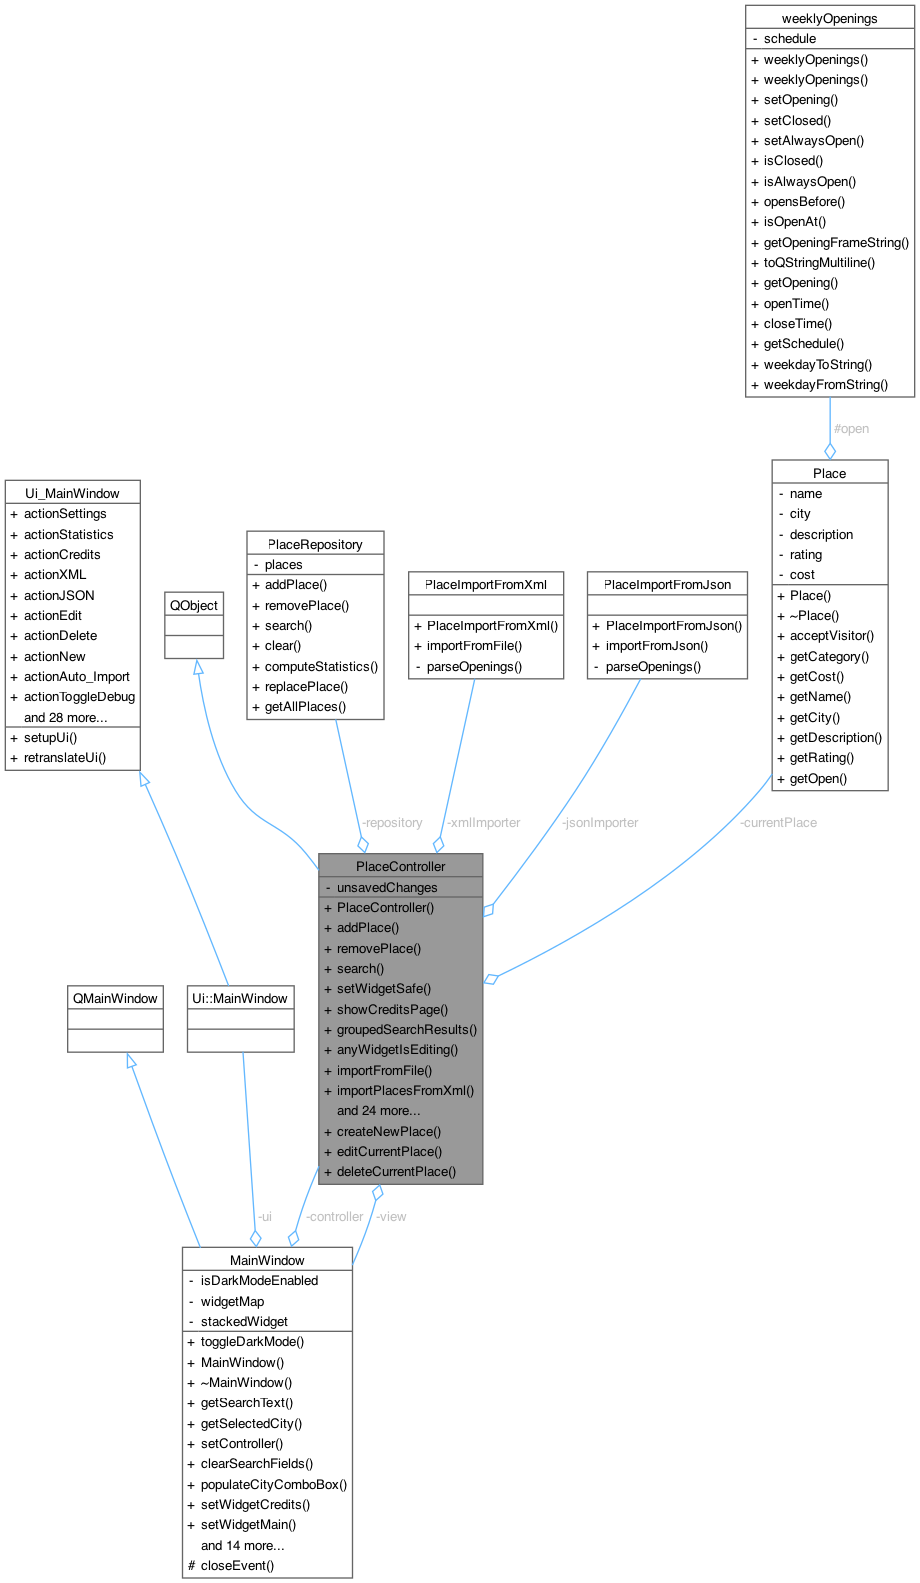 weeklyOpenings
- schedule
+ weeklyOpenings()
+ weeklyOpenings()
+ setOpening()
+ setClosed()
+ setAlwaysOpen()
+ isClosed()
+ isAlwaysOpen()
+ opensBefore()
+ isOpenAt()
+ getOpeningFrameString()
+ toQStringMultiline()
+ getOpening()
+ openTime()
+ closeTime()
+ getSchedule()
+ weekdayToString()
+ weekdayFromString()
#open
Place
- name
- city
- description
- rating
- cost
+ Place()
+ ~Place()
+ acceptVisitor()
+ getCategory()
+ getCost()
+ getName()
+ getCity()
+ getDescription()
+ getRating()
+ getOpen()
Ui_MainWindow
+ actionSettings
+ actionStatistics
+ actionCredits
+ actionXML
+ actionJSON
+ actionEdit
+ actionDelete
+ actionNew
+ actionAuto_Import
+ actionToggleDebug
and 28 more...
+ setupUi()
+ retranslateUi()
QObject
PlaceRepository
- places
+ addPlace()
+ removePlace()
+ search()
+ clear()
+ computeStatistics()
+ replacePlace()
+ getAllPlaces()
PlaceImportFromXml
+ PlaceImportFromXml()
+ importFromFile()
- parseOpenings()
PlaceImportFromJson
+ PlaceImportFromJson()
+ importFromJson()
- parseOpenings()
-repository
-xmlImporter
-jsonImporter
-currentPlace
PlaceController
- unsavedChanges
+ PlaceController()
+ addPlace()
+ removePlace()
+ search()
+ setWidgetSafe()
+ showCreditsPage()
+ groupedSearchResults()
+ anyWidgetIsEditing()
+ importFromFile()
+ importPlacesFromXml()
and 24 more...
+ createNewPlace()
+ editCurrentPlace()
+ deleteCurrentPlace()
QMainWindow
Ui::MainWindow
-ui
-controller
-view
MainWindow
- isDarkModeEnabled
- widgetMap
- stackedWidget
+ toggleDarkMode()
+ MainWindow()
+ ~MainWindow()
+ getSearchText()
+ getSelectedCity()
+ setController()
+ clearSearchFields()
+ populateCityComboBox()
+ setWidgetCredits()
+ setWidgetMain()
and 14 more...
# closeEvent()